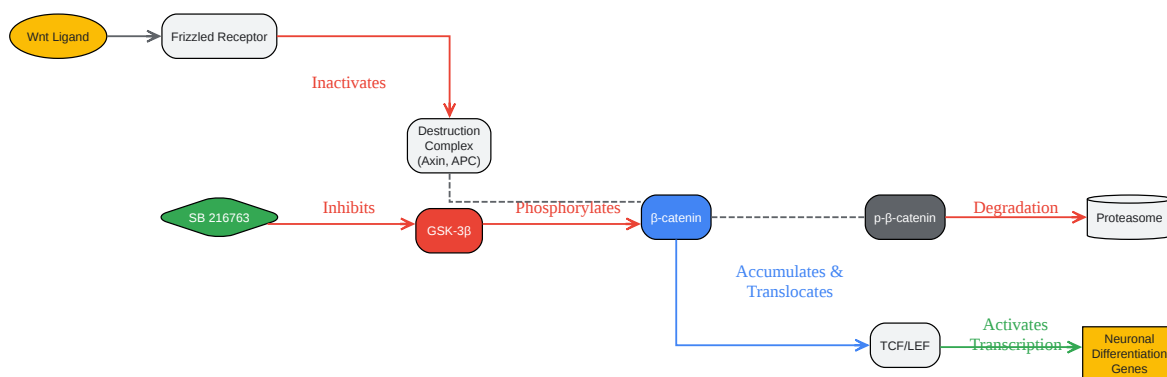 Wnt Ligand
Frizzled Receptor
Inactivates
Destruction
Complex
(Axin, APC)
SB 216763
Inhibits
GSK-3β
Phosphorylates
β-catenin
p-β-catenin
Degradation
Proteasome
Accumulates &
Translocates
TCF/LEF
Activates
Transcription
Neuronal
Differentiation
Genes